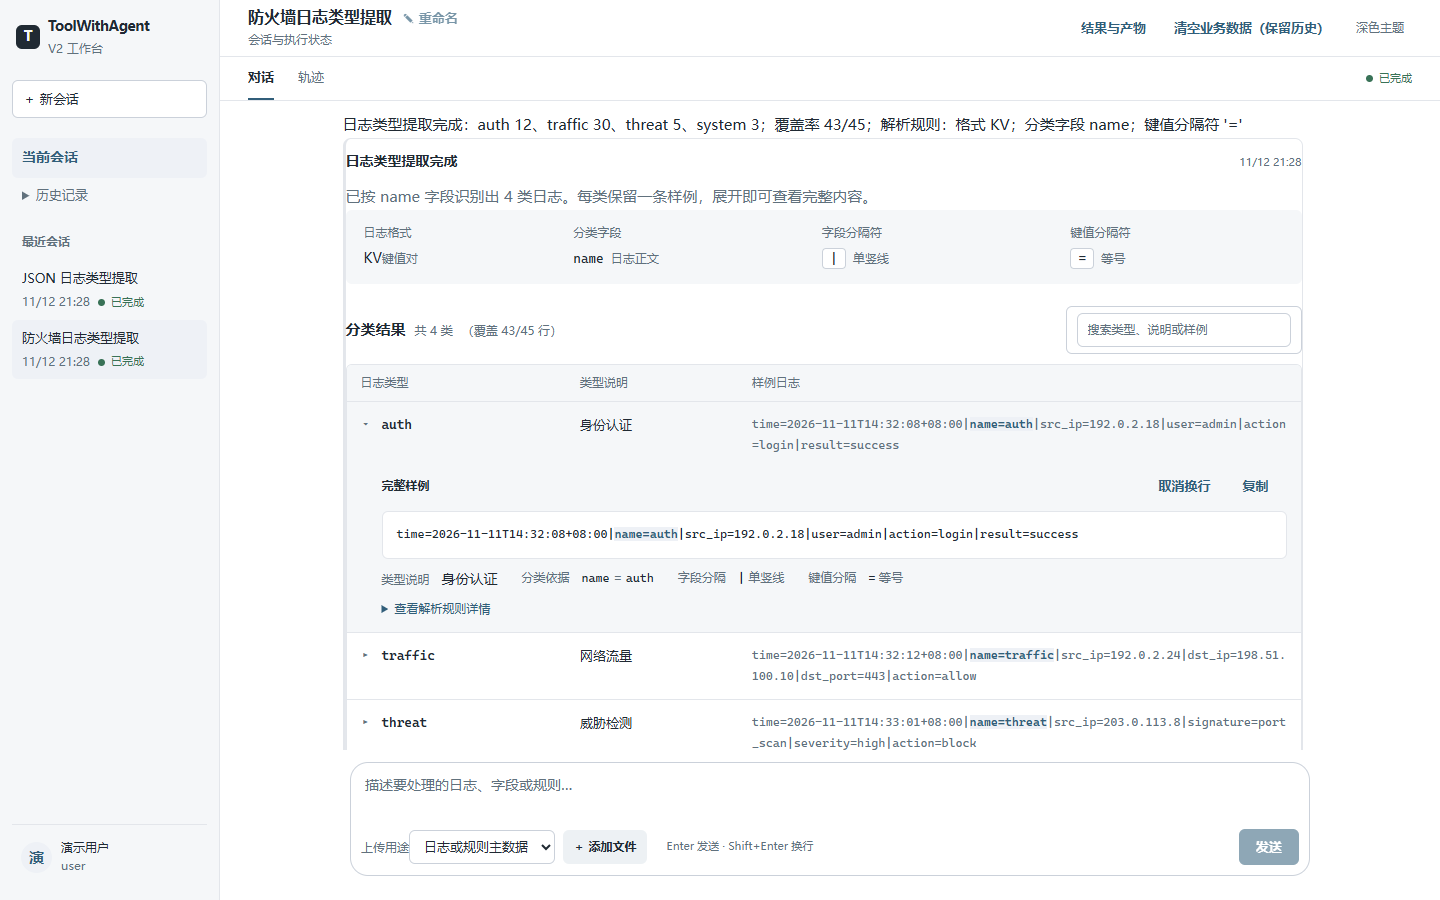 T ToolWithAgent
V2 工作台
+ 新会话
当前会话
▶ 历史记录
最近会话
JSON 日志类型提取
11/12 21:28 ● 已完成
防火墙日志类型提取
11/12 21:28 ● 已完成
演 演示用户
user
防火墙日志类型提取 重命名
会话与执行状态
结果与产物 清空业务数据（保留历史） 深色主题
对话 轨迹
● 已完成
日志类型提取完成：auth 12、traffic 30、threat 5、system 3；覆盖率 43/45；解析规则：格式 KV；分类字段 name；键值分隔符 '='
日志类型提取完成 11/12 21:28
已按 name 字段识别出 4 类日志。每类保留一条样例，展开即可查看完整内容。
日志格式 分类字段 字段分隔符 键值分隔符
KV键值对 name 日志正文 | 单竖线 = 等号
分类结果 共 4 类 （覆盖 43/45 行） 搜索类型、说明或样例
日志类型 类型说明 样例日志
auth 身份认证 time=2026-11-11T14:32:08+08:00|name=auth|src_ip=192.0.2.18|user=admin|action
=login|result=success
完整样例 取消换行 复制
time=2026-11-11T14:32:08+08:00|name=auth|src_ip=192.0.2.18|user=admin|action=login|result=success
类型说明 身份认证 分类依据 name = auth 字段分隔 | 单竖线 键值分隔 = 等号
▶ 查看解析规则详情
traffic 网络流量 time=2026-11-11T14:32:12+08:00|name=traffic|src_ip=192.0.2.24|dst_ip=198.51.
100.10|dst_port=443|action=allow
threat 威胁检测 time=2026-11-11T14:33:01+08:00|name=threat|src_ip=203.0.113.8|signature=port
_scan|severity=high|action=block
描述要处理的日志、字段或规则...
上传用途 日志或规则主数据 + 添加文件 Enter 发送 · Shift+Enter 换行 发送